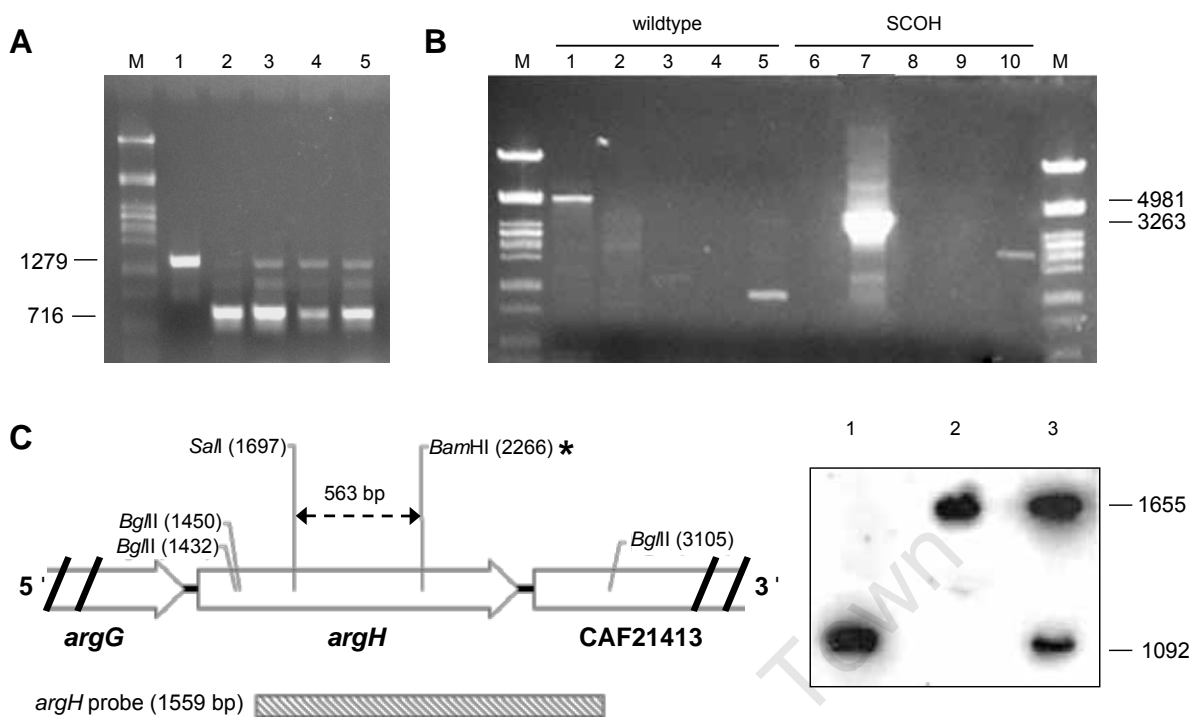 A
M 1 2 3 4 5
1279
716
B
wildtype SCOH
M 1 2 3 4 5 6 7 8 9 10 M
4981
3263
C
SalI (1697)
BamHI (2266) *
563 bp
BglII (1450)
BglII (1432)
BglII (3105)
5 '
3 '
argG argH CAF21413
argH probe (1559 bp)
1 2 3
1655
1092
Town